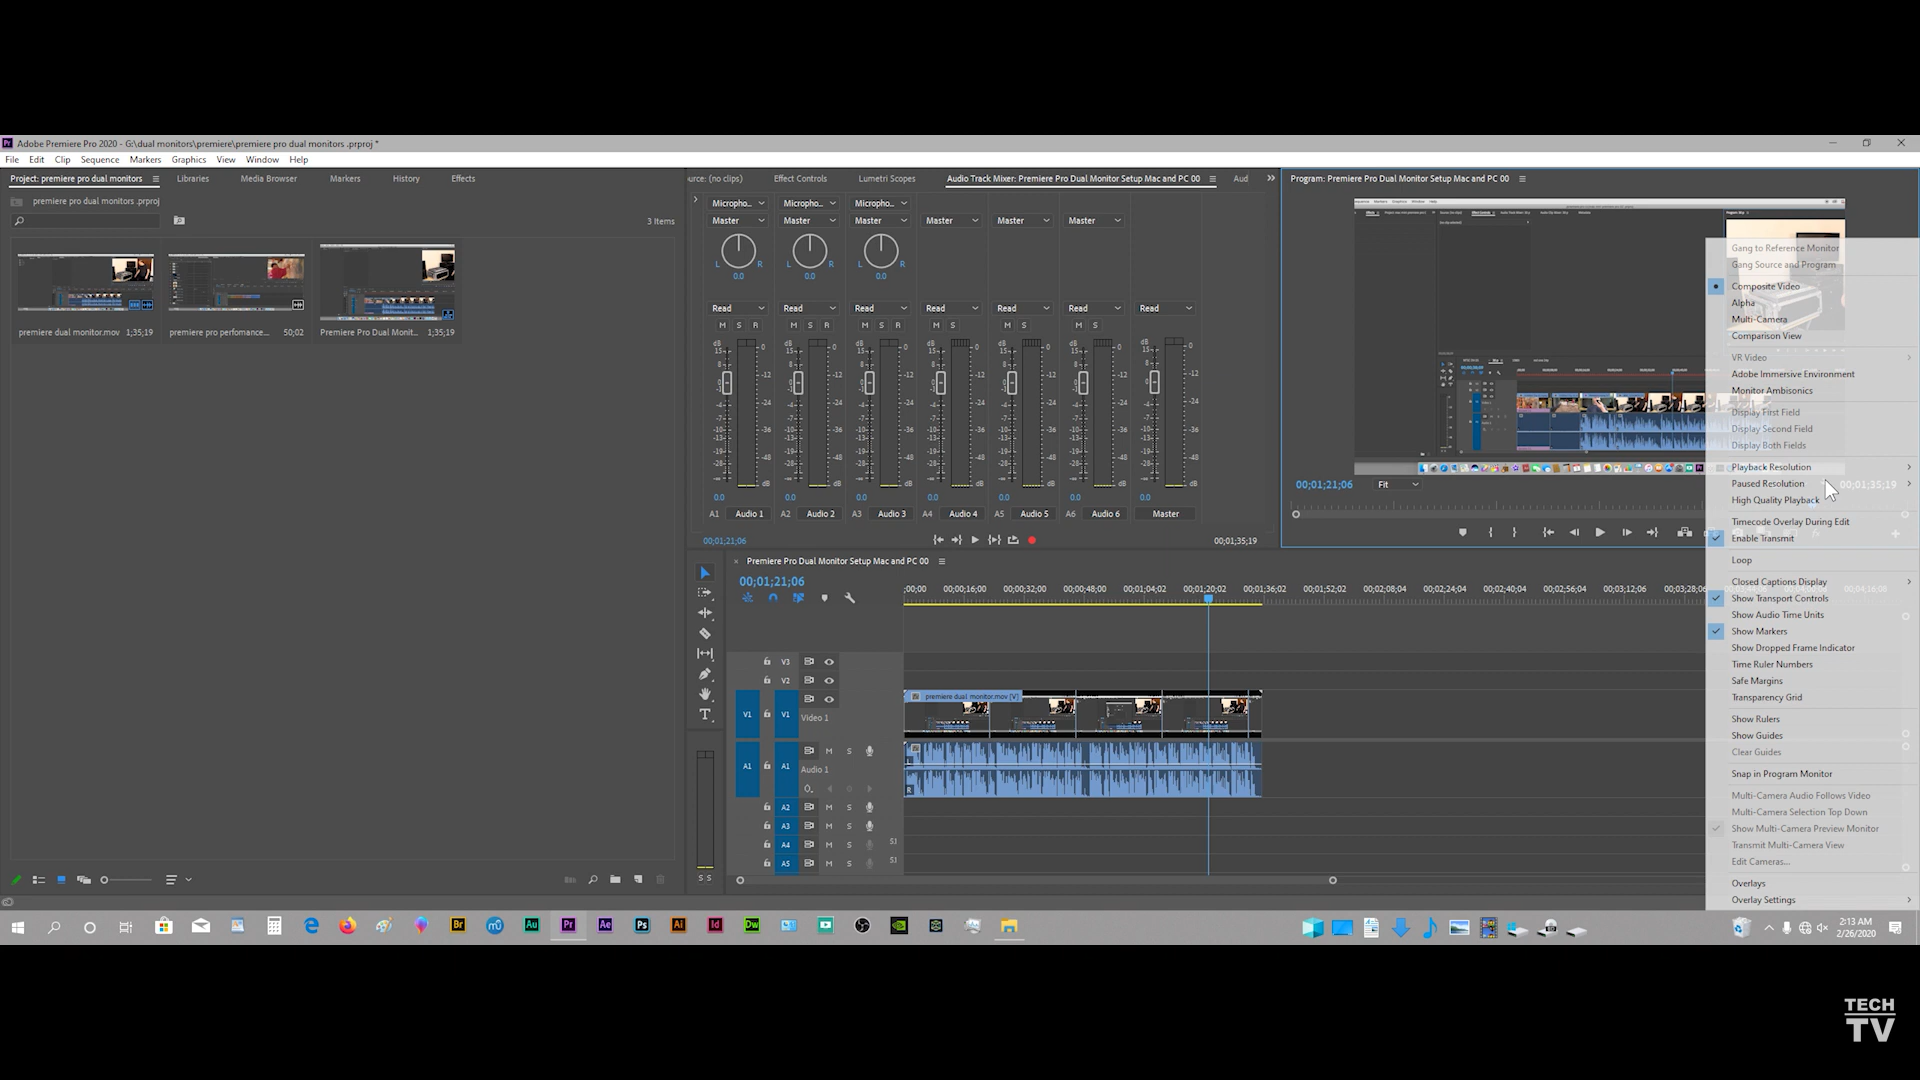 Adobe Premiere Pro 2020 - G:\dual monitors\premiere\premiere pro dual monitors .prproj *
File Edit Clip Sequence Markers Graphics View Window Help
Project: premiere pro dual monitors
Libraries
Media Browser
Markers
History
Effects
premiere pro dual monitors .prproj
3 Items
premiere dual monitor.mov 1;35;19
premiere pro perfomance... 50;02
Premiere Pro Dual Monit... 1;35;19
urce: (no clips)
Effect Controls
Lumetri Scopes
Audio Track Mixer: Premiere Pro Dual Monitor Setup Mac and PC 00
Aud
Micropho... Micropho... Micropho...
Master Master Master Master Master Master
L R L R L R
0.0 0.0 0.0
Read Read Read Read Read Read Read
M S R M S R M S R M S M S M S
0.0 0.0 0.0 0.0 0.0 0.0 0.0
A1 Audio 1 A2 Audio 2 A3 Audio 3 A4 Audio 4 A5 Audio 5 A6 Audio 6 Master
00;01;21;06
00;01;35;19
Program: Premiere Pro Dual Monitor Setup Mac and PC 00
00;01;21;06
Fit
00;01;35;19
Gang to Reference Monitor
Gang Source and Program
Composite Video
Alpha
Multi-Camera
Comparison View
VR Video
Adobe Immersive Environment
Monitor Ambisonics
Display First Field
Display Second Field
Display Both Fields
Playback Resolution
Paused Resolution
High Quality Playback
Timecode Overlay During Edit
Enable Transmit
Loop
Closed Captions Display
Show Transport Controls
Show Audio Time Units
Show Markers
Show Dropped Frame Indicator
Time Ruler Numbers
Safe Margins
Transparency Grid
Show Rulers
Show Guides
Clear Guides
Snap in Program Monitor
Multi-Camera Audio Follows Video
Multi-Camera Selection Top Down
Show Multi-Camera Preview Monitor
Transmit Multi-Camera View
Edit Cameras...
Overlays
Overlay Settings
Premiere Pro Dual Monitor Setup Mac and PC 00
00;01;21;06
;00;00 00;00;16;00 00;00;32;00 00;00;48;00 00;01;04;02 00;01;20;02 00;01;36;02 00;01;52;02 00;02;08;04 00;02;24;04 00;02;40;04 00;02;56;04 00;03;12;06 00;03;28;06
V3
V2
premiere dual monitor.mov [V]
V1 V1 Video 1
A1 A1 M S
Audio 1
R
A2 M S
A3 M S
A4 M S S1
A5 M S S1
S S
Br Au Pr Ae Ps Ai Id Dw
2:13 AM
2/26/2020
TECH
TV